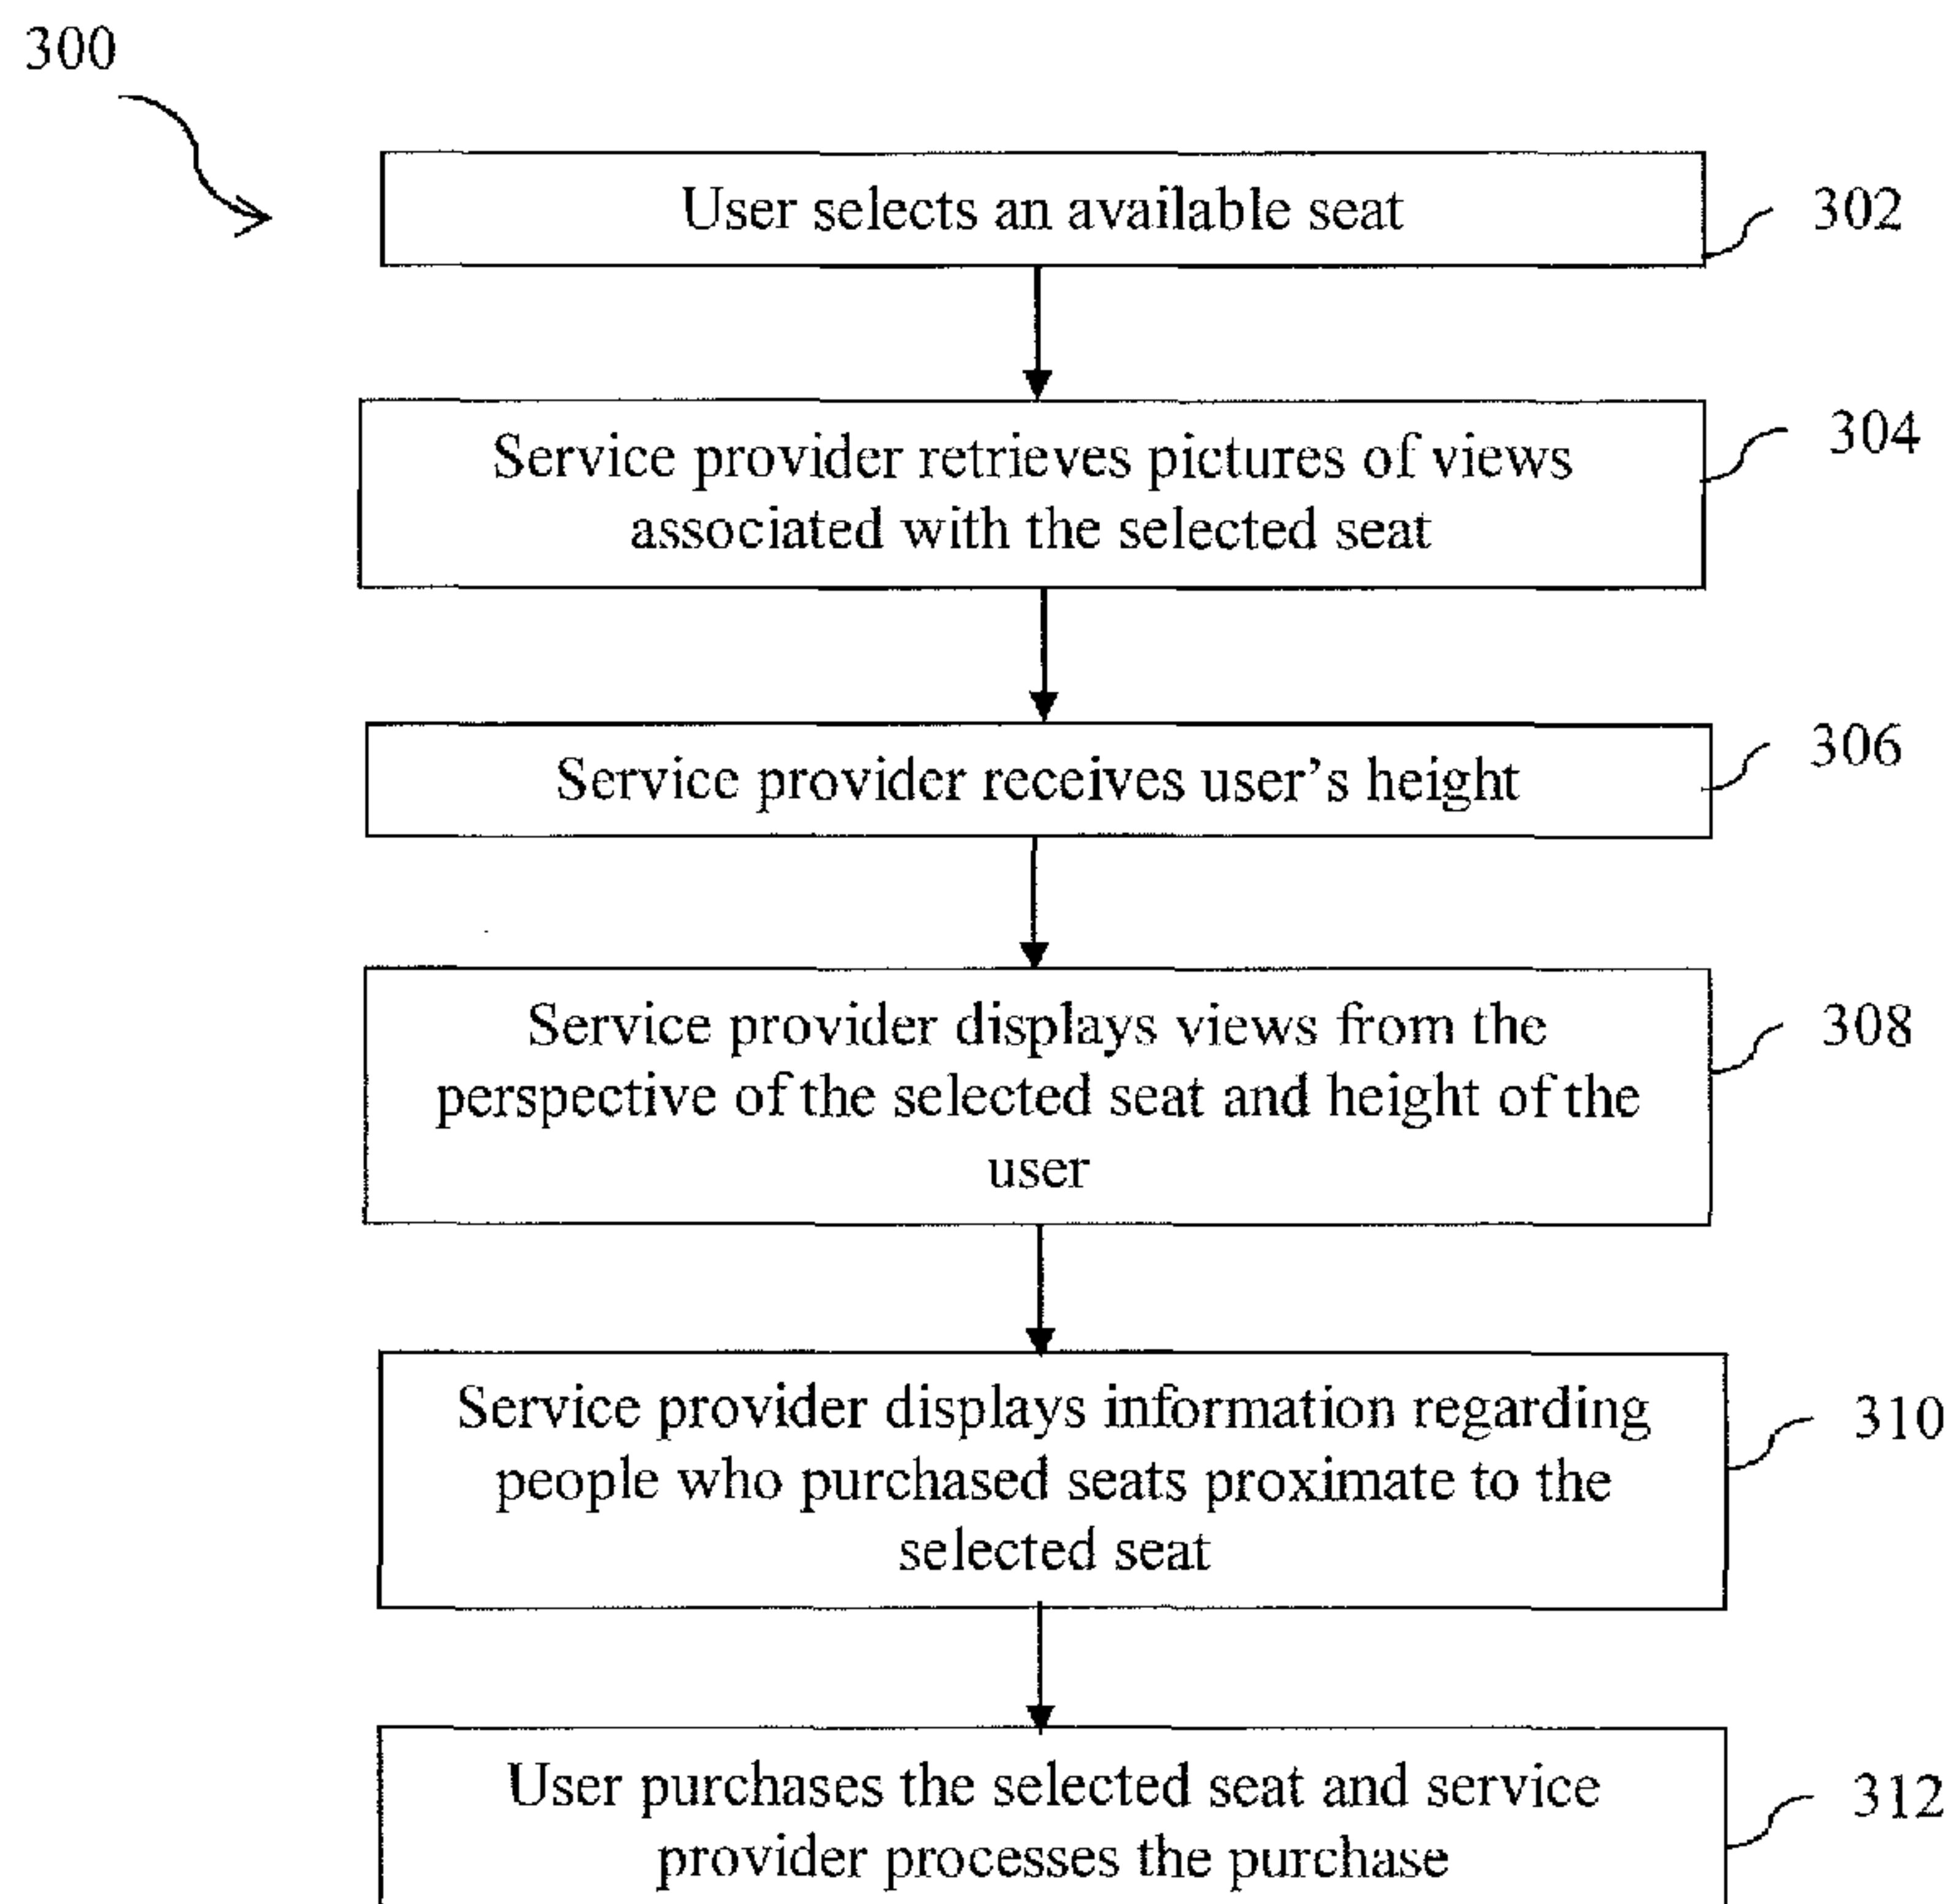 300
User selects an available seat
302
Service provider retrieves pictures of views
associated with the selected seat
304
Service provider receives user's height
306
Service provider displays views from the
perspective of the selected seat and height of the
user
308
Service provider displays information regarding
people who purchased seats proximate to the
selected seat
310
User purchases the selected seat and service
provider processes the purchase
312